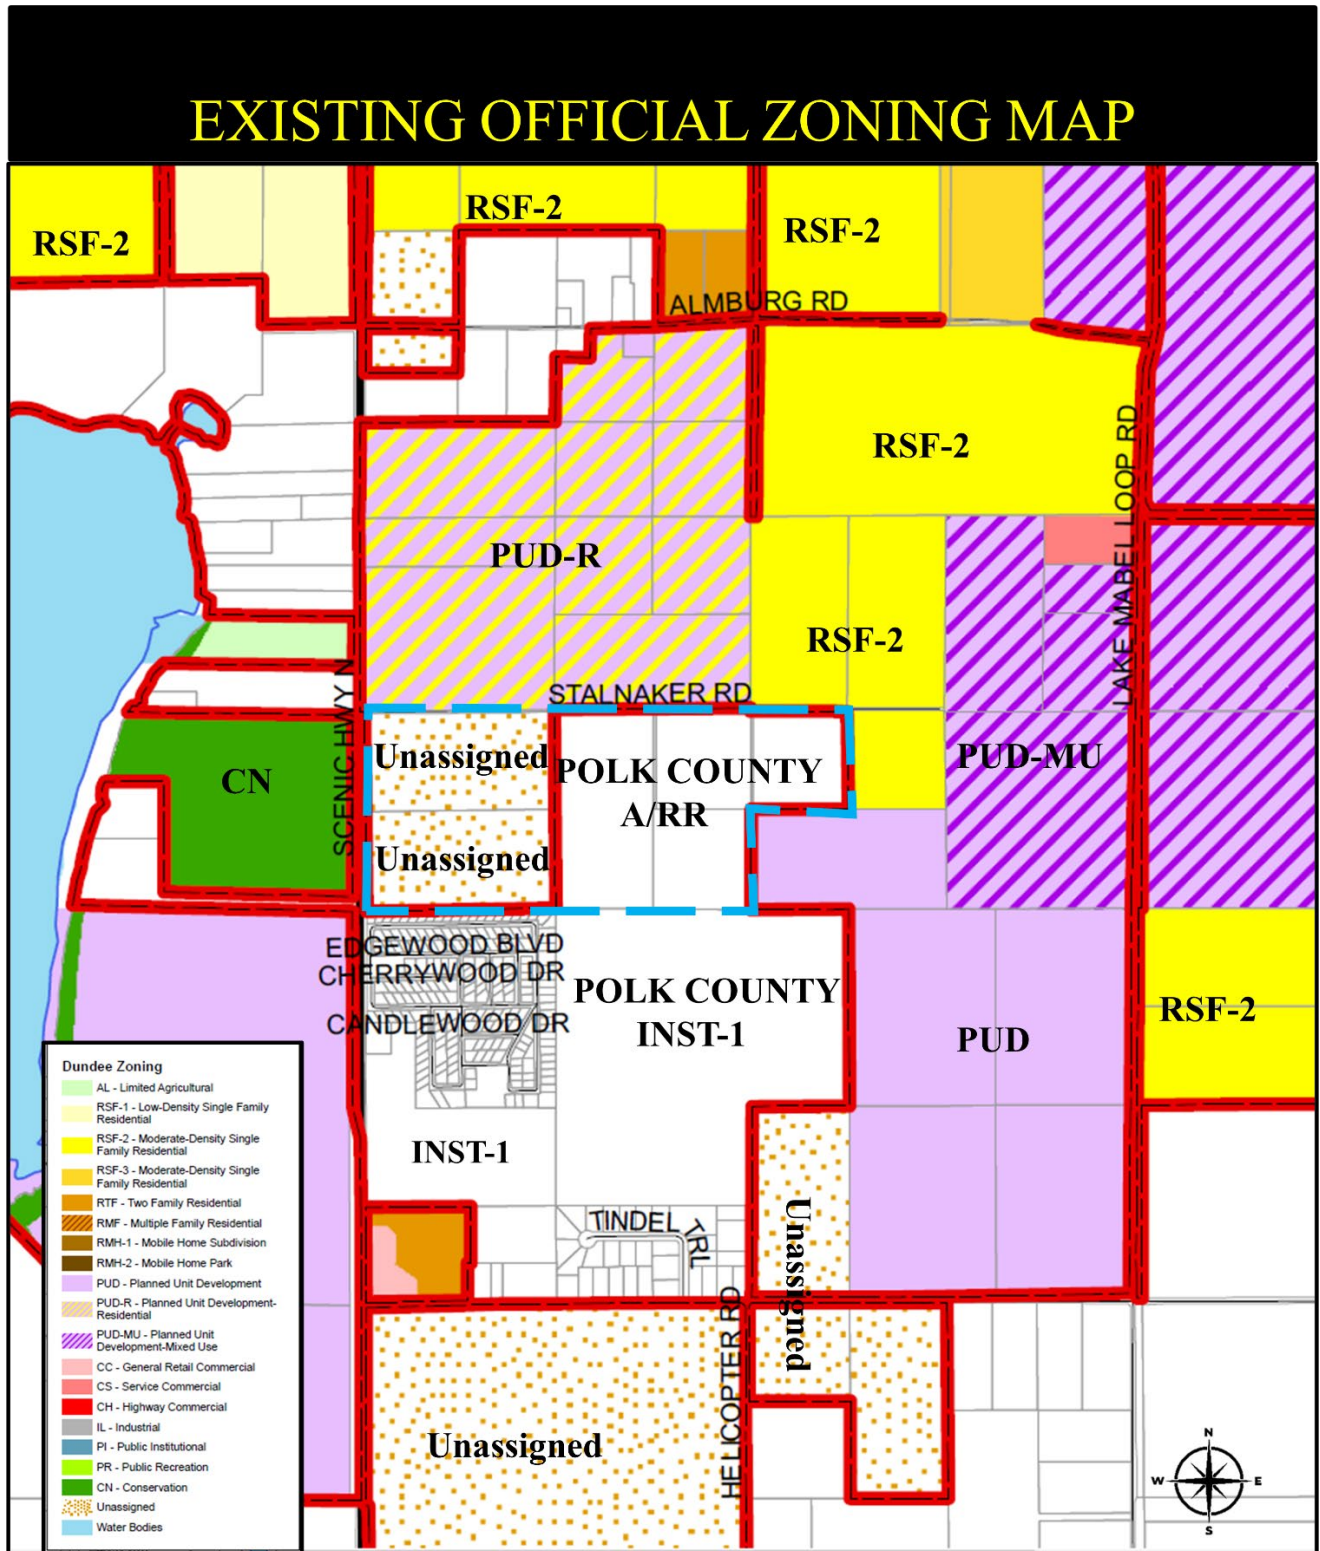 EXISTING OFFICIAL ZONING MAP
RSF-2
RSF-2
RSF-2
ALMBURG RD
RSF-2
LAKE MABEL LOOP RD
PUD-R
RSF-2
STALNAKER RD
SCENIC HWY N
CN
Unassigned
POLK COUNTY
A/RR
PUD-MU
Unassigned
EDGEWOOD BLVD
CHERRYWOOD DR
CANDLEWOOD DR
POLK COUNTY
INST-1
PUD
RSF-2
INST-1
TINDEL TRL
Unassigned
HELICOPTER RD
Unassigned
Dundee Zoning
AL - Limited Agricultural
RSF-1 - Low-Density Single Family
Residential
RSF-2 - Moderate-Density Single
Family Residential
RSF-3 - Moderate-Density Single
Family Residential
RTF - Two Family Residential
RMF - Multiple Family Residential
RMH-1 - Mobile Home Subdivision
RMH-2 - Mobile Home Park
PUD - Planned Unit Development
PUD-R - Planned Unit Development-
Residential
PUD-MU - Planned Unit
Development-Mixed Use
CC - General Retail Commercial
CS - Service Commercial
CH - Highway Commercial
IL - Industrial
PI - Public Institutional
PR - Public Recreation
CN - Conservation
Unassigned
Water Bodies
N
W
E
S